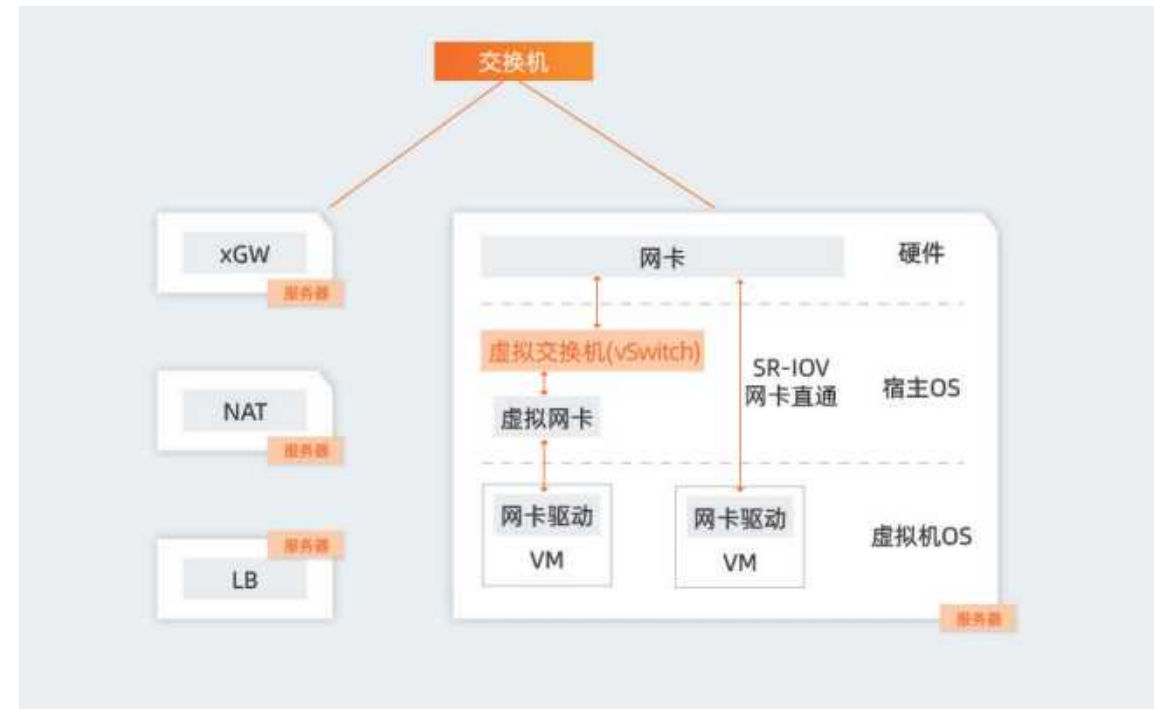 交换机
xGW
服务器
NAT
服务器
服务器
LB
网卡
硬件
虚拟交换机(vSwitch)
SR-IOV
网卡直通
宿主OS
虚拟网卡
网卡驱动
VM
网卡驱动
VM
虚拟机OS
服务器